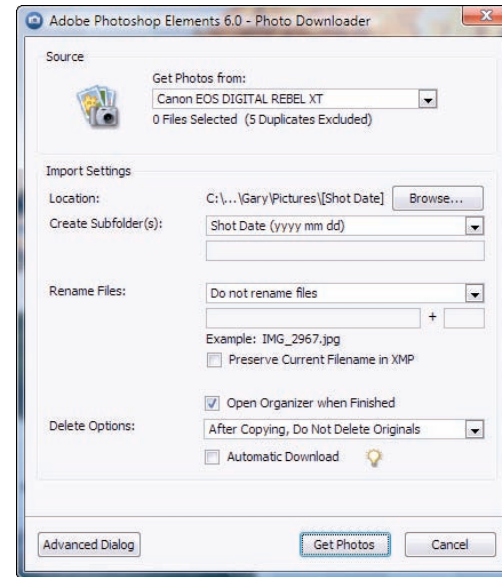 Adobe Photoshop Elements 6.0 - Photo Downloader
Source
Get Photos from:
Canon EOS DIGITAL REBEL XT
0 Files Selected (5 Duplicates Excluded)
Import Settings
Location: C:\...\Gary\Pictures\[Shot Date] Browse...
Create Subfolder(s): Shot Date (yyyy mm dd)
Rename Files: Do not rename files
+
Example: IMG_2967.jpg
Preserve Current Filename in XMP
Open Organizer when Finished
Delete Options: After Copying, Do Not Delete Originals
Automatic Download
Advanced Dialog Get Photos Cancel